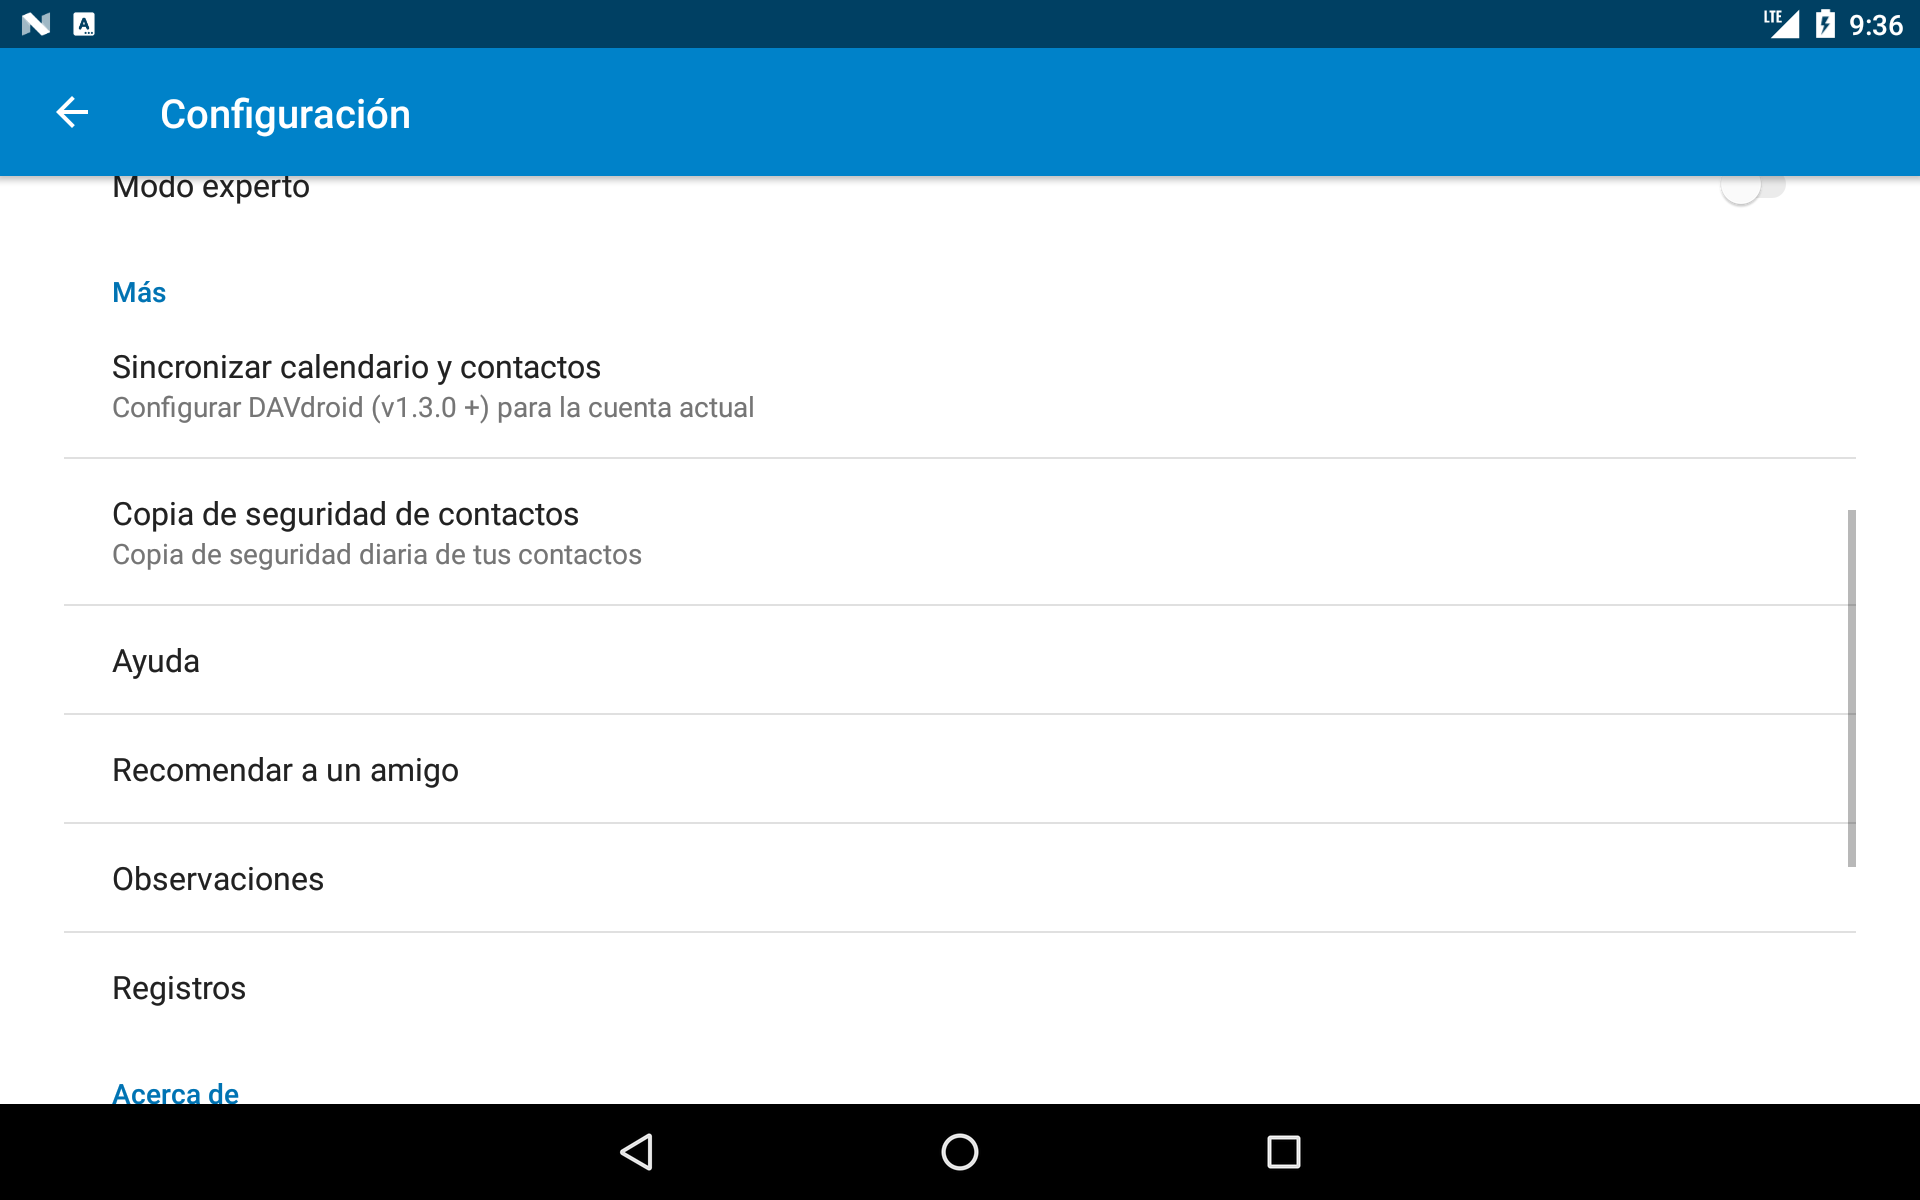 LTE 9:36
Configuración
Modo experto
Más
Sincronizar calendario y contactos
Configurar DAVdroid (v1.3.0 +) para la cuenta actual
Copia de seguridad de contactos
Copia de seguridad diaria de tus contactos
Ayuda
Recomendar a un amigo
Observaciones
Registros
Acerca de